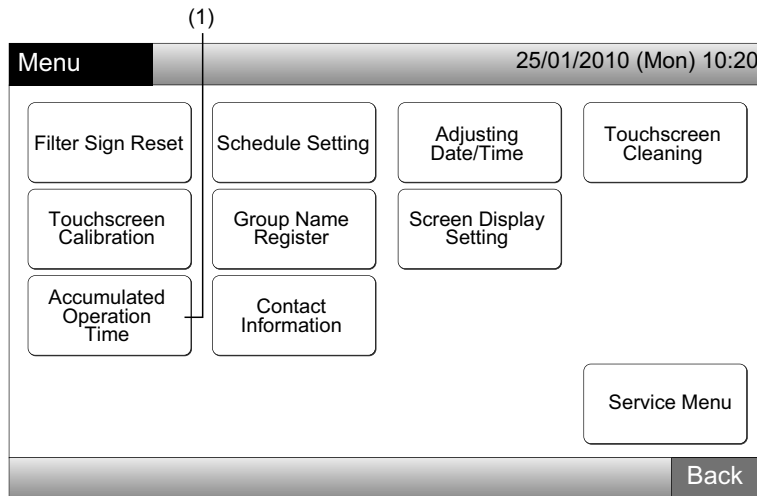 (1)
Menu
25/01/2010 (Mon) 10:20
Filter Sign Reset
Schedule Setting
Adjusting
Date/Time
Touchscreen
Cleaning
Touchscreen
Calibration
Group Name
Register
Screen Display
Setting
Accumulated
Operation
Time
Contact
Information
Service Menu
Back